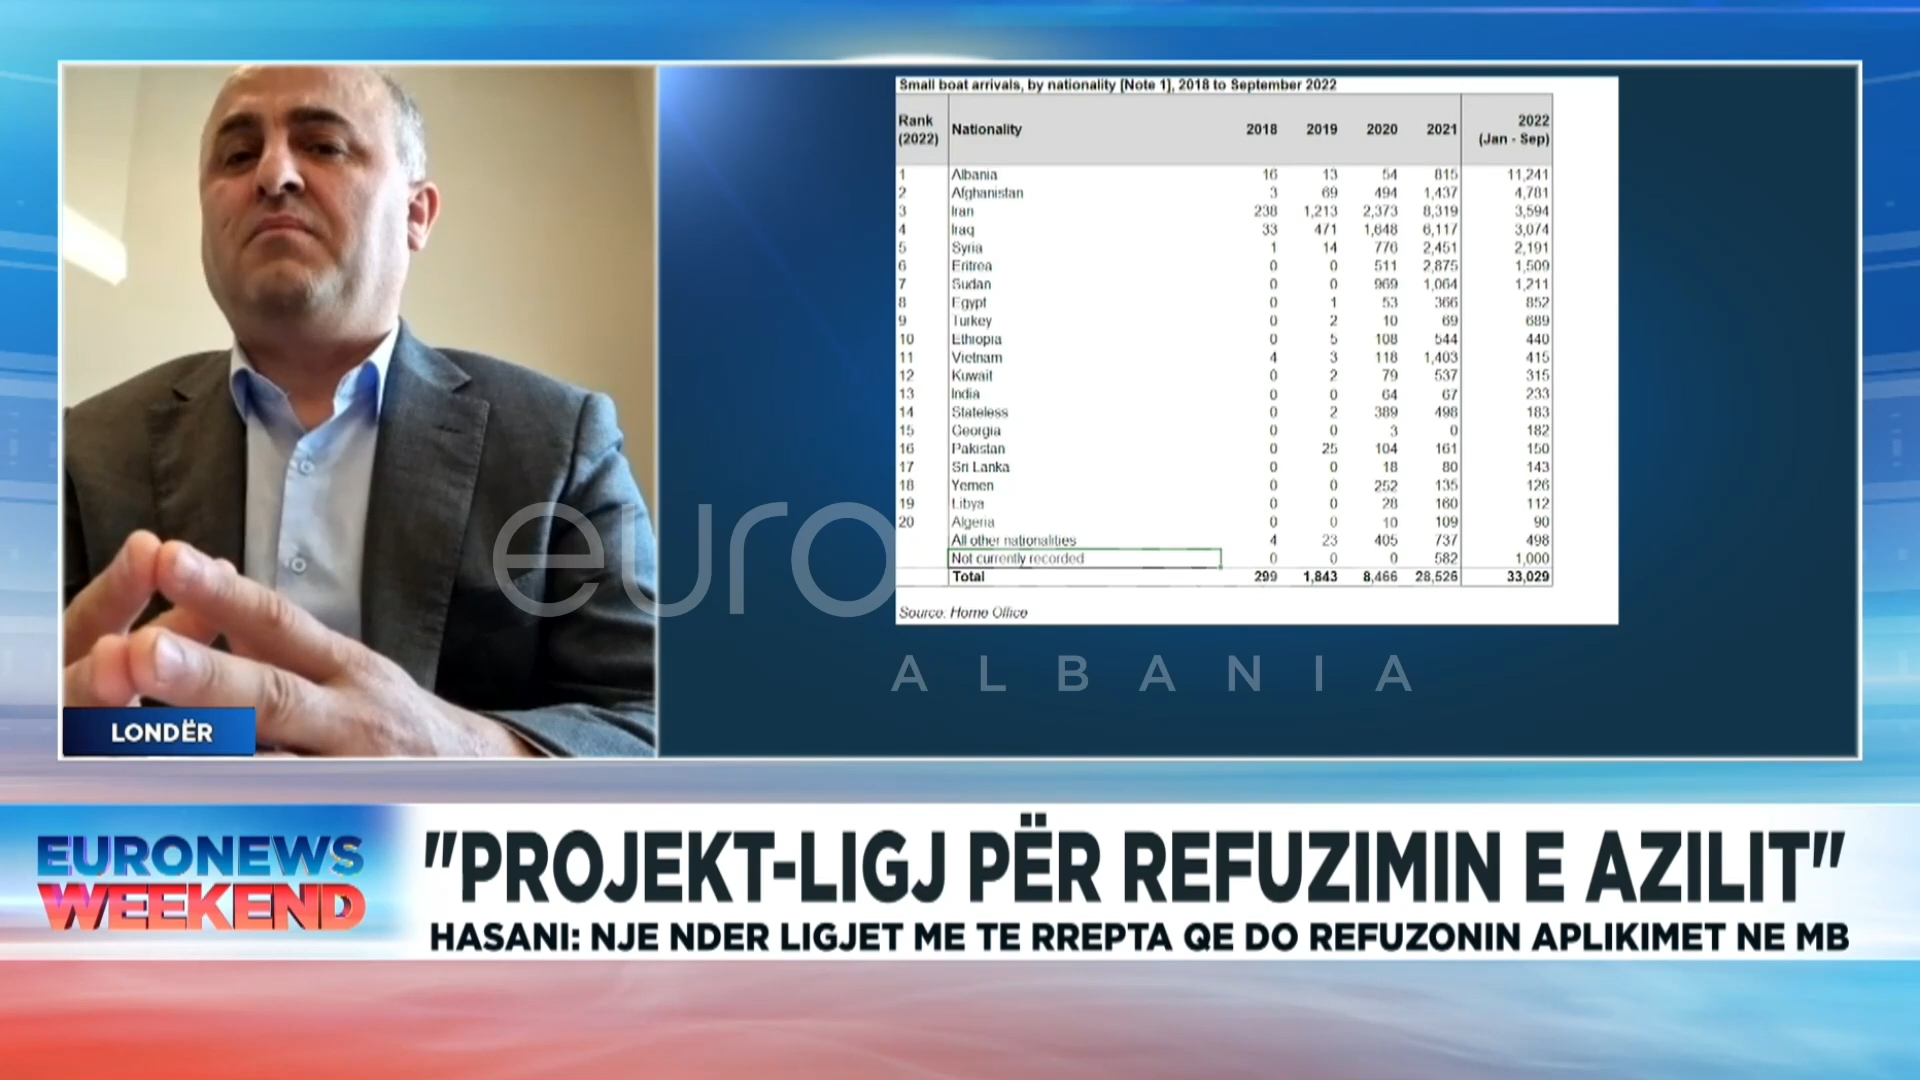 Small boat arrivals, by nationality [Note 1], 2018 to September 2022
Rank (2022) Nationality 2018 2019 2020 2021 2022 (Jan - Sep)
1 Albania 16 13 54 815 11,241
2 Afghanistan 3 69 494 1,437 4,781
3 Iran 238 1,213 2,373 8,319 3,594
4 Iraq 33 471 1,648 6,117 3,074
5 Syria 1 14 776 2,451 2,191
6 Eritrea 0 0 511 2,875 1,509
7 Sudan 0 0 969 1,064 1,211
8 Egypt 0 1 53 366 852
9 Turkey 0 2 10 69 689
10 Ethiopia 0 5 108 544 440
11 Vietnam 4 3 118 1,403 415
12 Kuwait 0 2 79 537 315
13 India 0 0 64 67 233
14 Stateless 0 2 389 498 183
15 Georgia 0 0 3 0 182
16 Pakistan 0 25 104 161 150
17 Sri Lanka 0 0 18 80 143
18 Yemen 0 0 252 135 126
19 Libya 0 0 28 160 112
20 Algeria 0 0 10 109 90
All other nationalities 4 23 405 737 498
Not currently recorded 0 0 0 582 1,000
Total 299 1,843 8,466 28,526 33,029
Source: Home Office
euro
ALBANIA
LONDËR
EURONEWS
WEEKEND
"PROJEKT-LIGJ PËR REFUZIMIN E AZILIT"
HASANI: NJE NDER LIGJET ME TE RREPTA QE DO REFUZONIN APLIKIMET NE MB